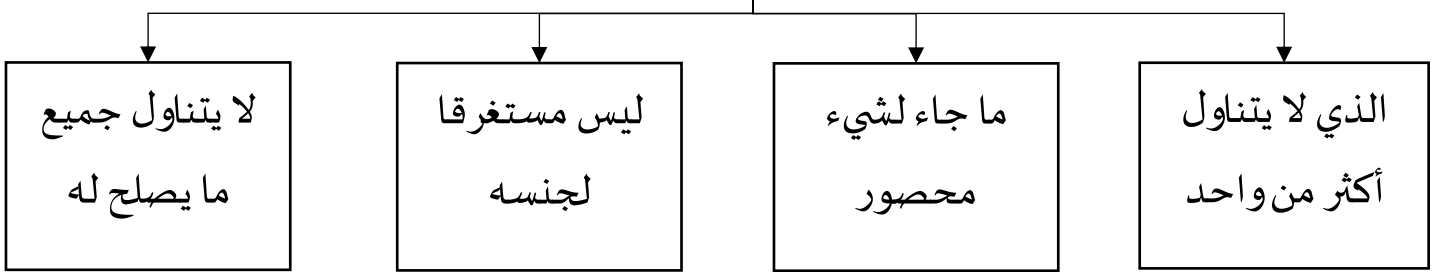 الذي لا يتناول
أكثر من واحد
ما جاء لشيء
محصور
ليس مستغرقا
لجنسه
لا يتناول جميع
ما يصلح له